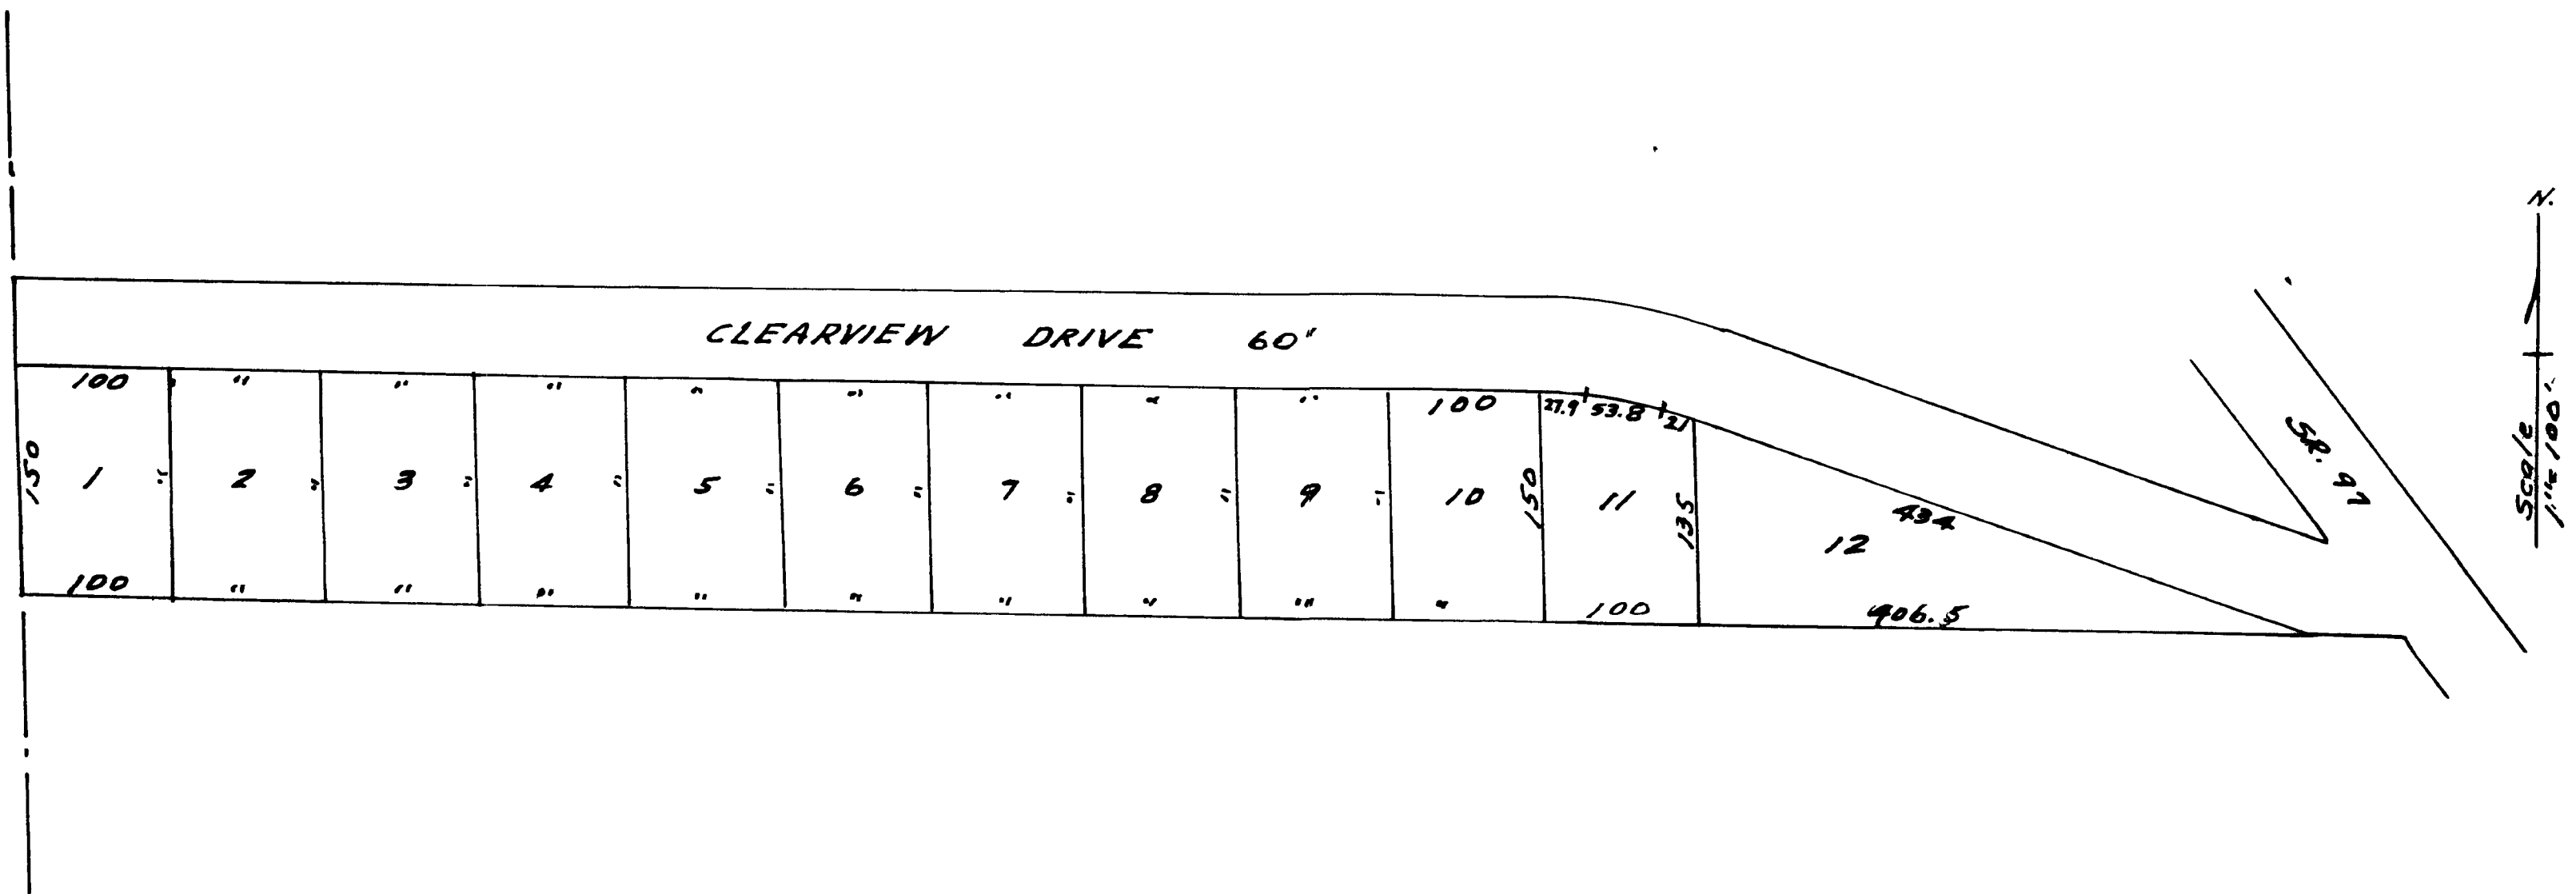 N.
CLEARVIEW DRIVE 60"
100 " " " " " " " " 100 27.9 53.8 21
SR. 97
Scale
1"=100'
150 1 " 2 " 3 " 4 " 5 " 6 " 7 " 8 " 9 " 10 150 11 135 12 434
100 " " " " " " " " " 100 406.5